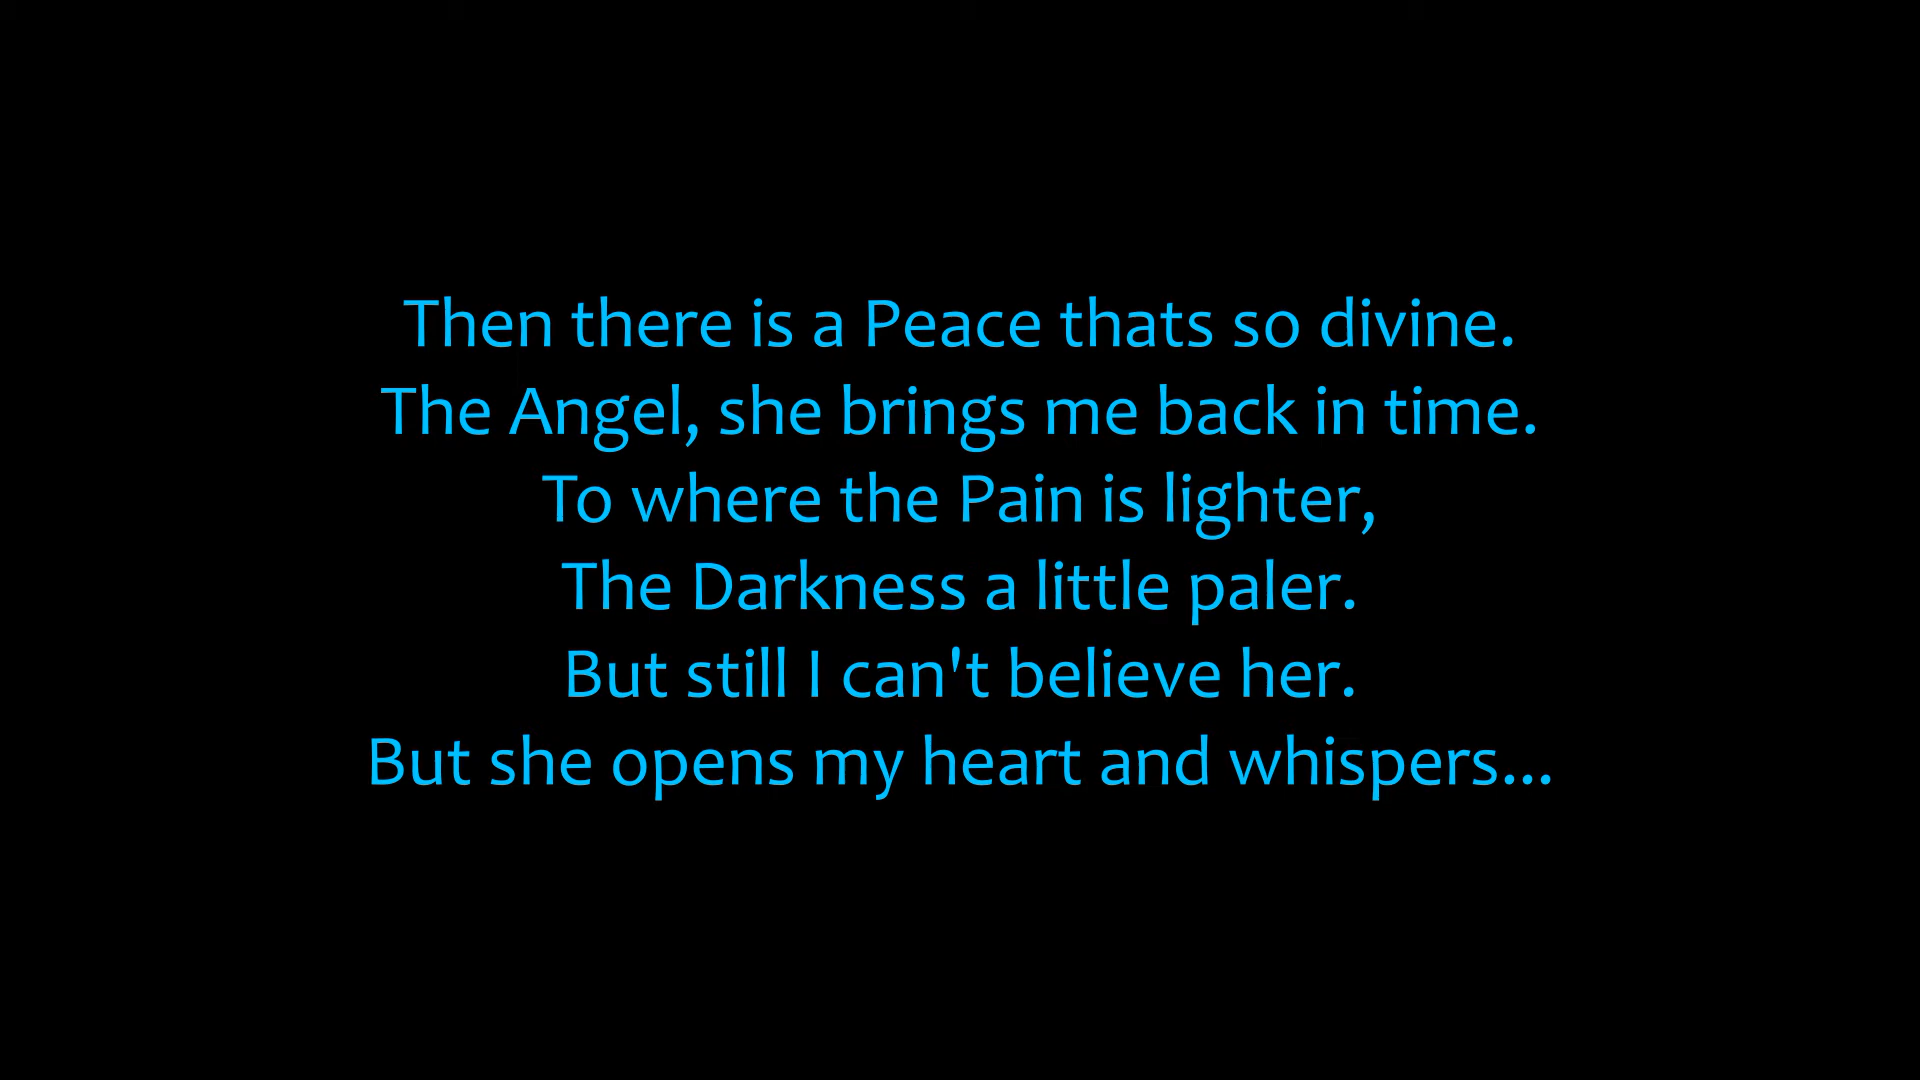 Then there is a Peace thats so divine.
The Angel, she brings me back in time.
To where the Pain is lighter,
The Darkness a little paler.
But still I can't believe her.
But she opens my heart and whispers...